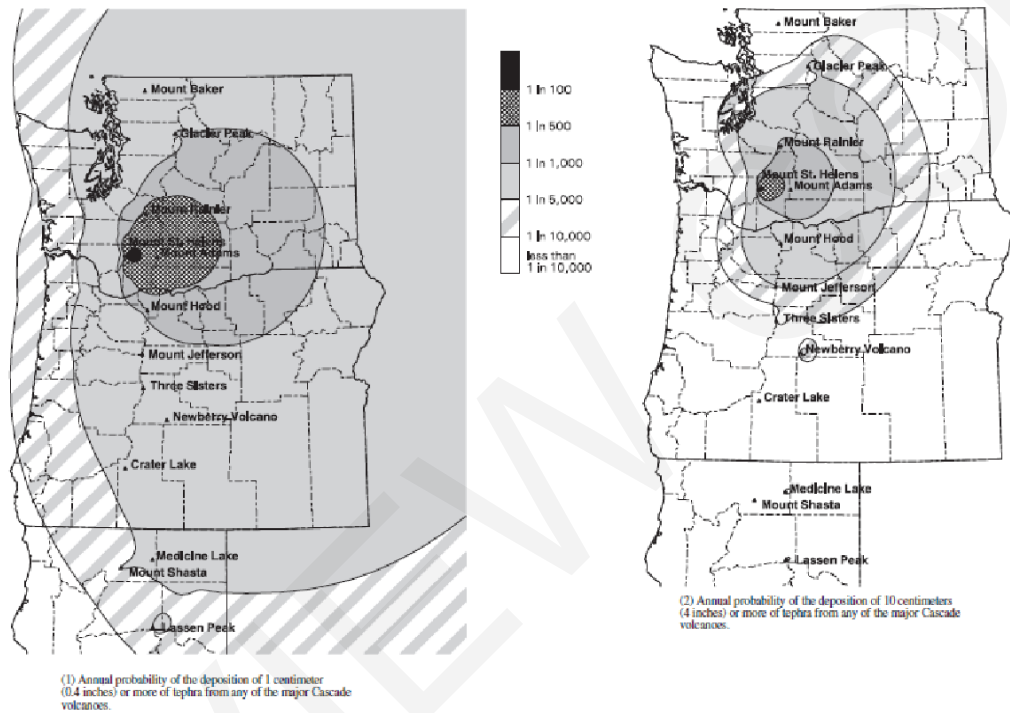 Mount Baker
Glacier Peak
Mount Rainier
Mount St. Helens
Mount Adams
Mount Hood
Mount Jefferson
Three Sisters
Newberry Volcano
Crater Lake
Medicine Lake
Mount Shasta
Lassen Peak
(1) Annual probability of the deposition of 1 centimeter
(0.4 inches) or more of tephra from any of the major Cascade
volcanoes.
1 in 100
1 in 500
1 in 1,000
1 in 5,000
1 in 10,000
less than
1 in 10,000
Mount Baker
Glacier Peak
Mount Rainier
Mount St. Helens
Mount Adams
Mount Hood
Mount Jefferson
Three Sisters
Newberry Volcano
Crater Lake
Medicine Lake
Mount Shasta
Lassen Peak
(2) Annual probability of the deposition of 10 centimeters
(4 inches) or more of tephra from any of the major Cascade
volcanoes.